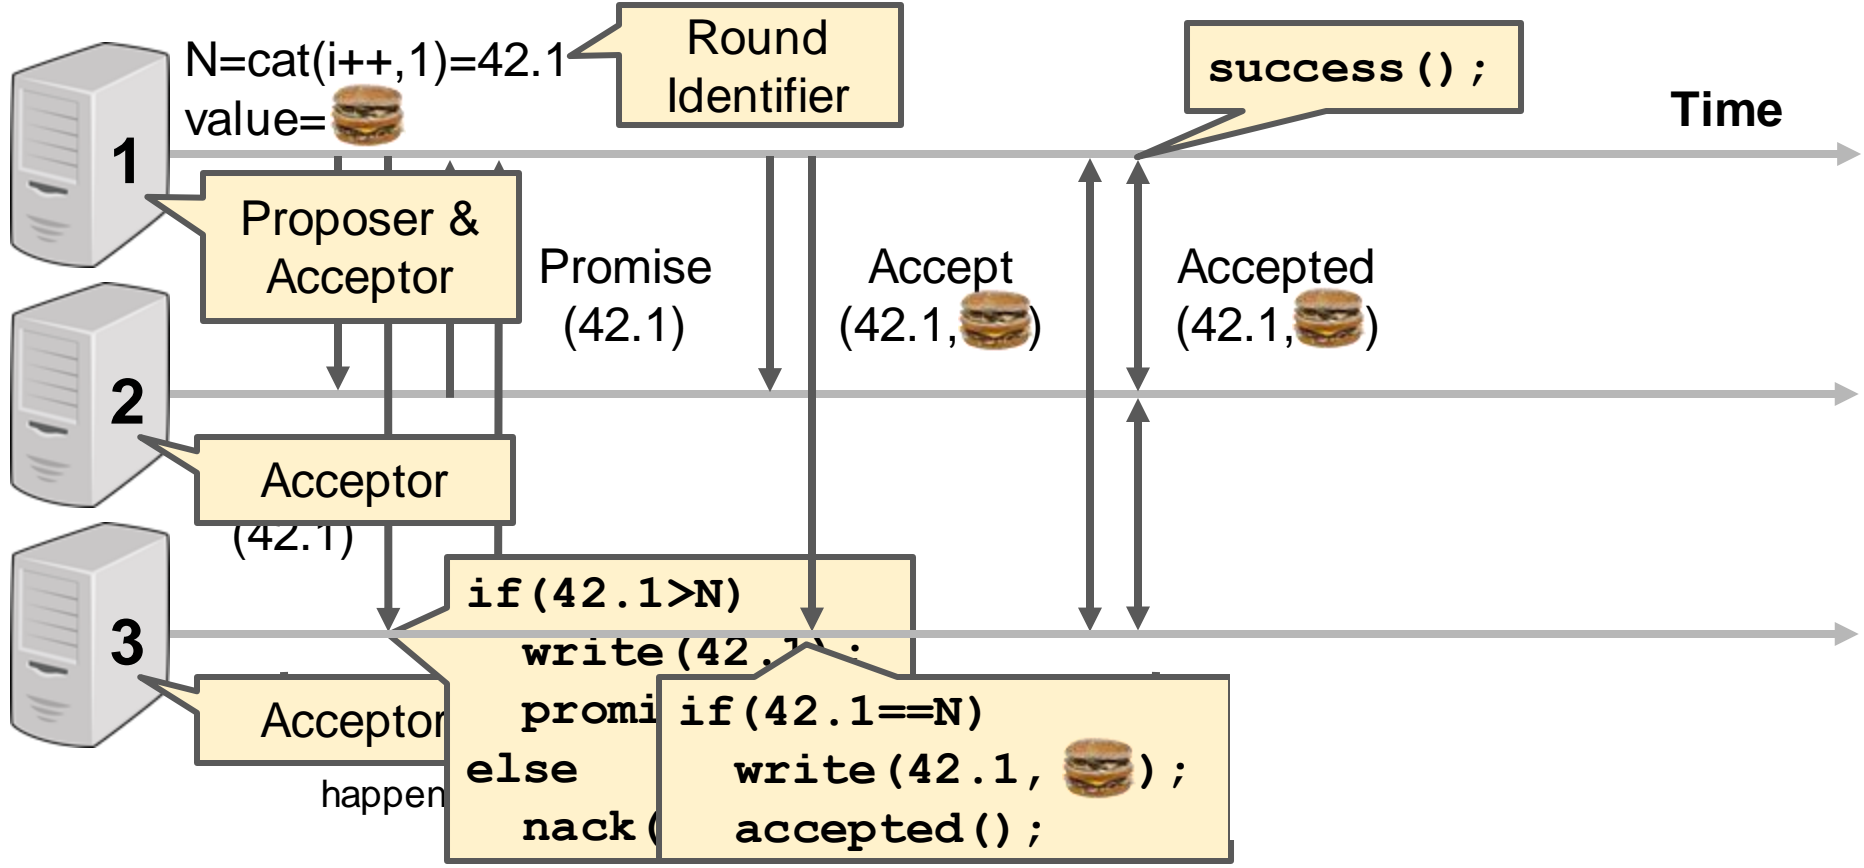 N=cat(i++,1)=42.1
value=
Round
Identifier
success();
Time
1
Proposer &
Acceptor
Promise
(42.1)
Accept
(42.1, )
Accepted
(42.1, )
2
Acceptor
(42.1)
3
Acceptor
happen
if(42.1>N)
write(42.1);
promi
else
nack(
if(42.1==N)
write(42.1, );
accepted();